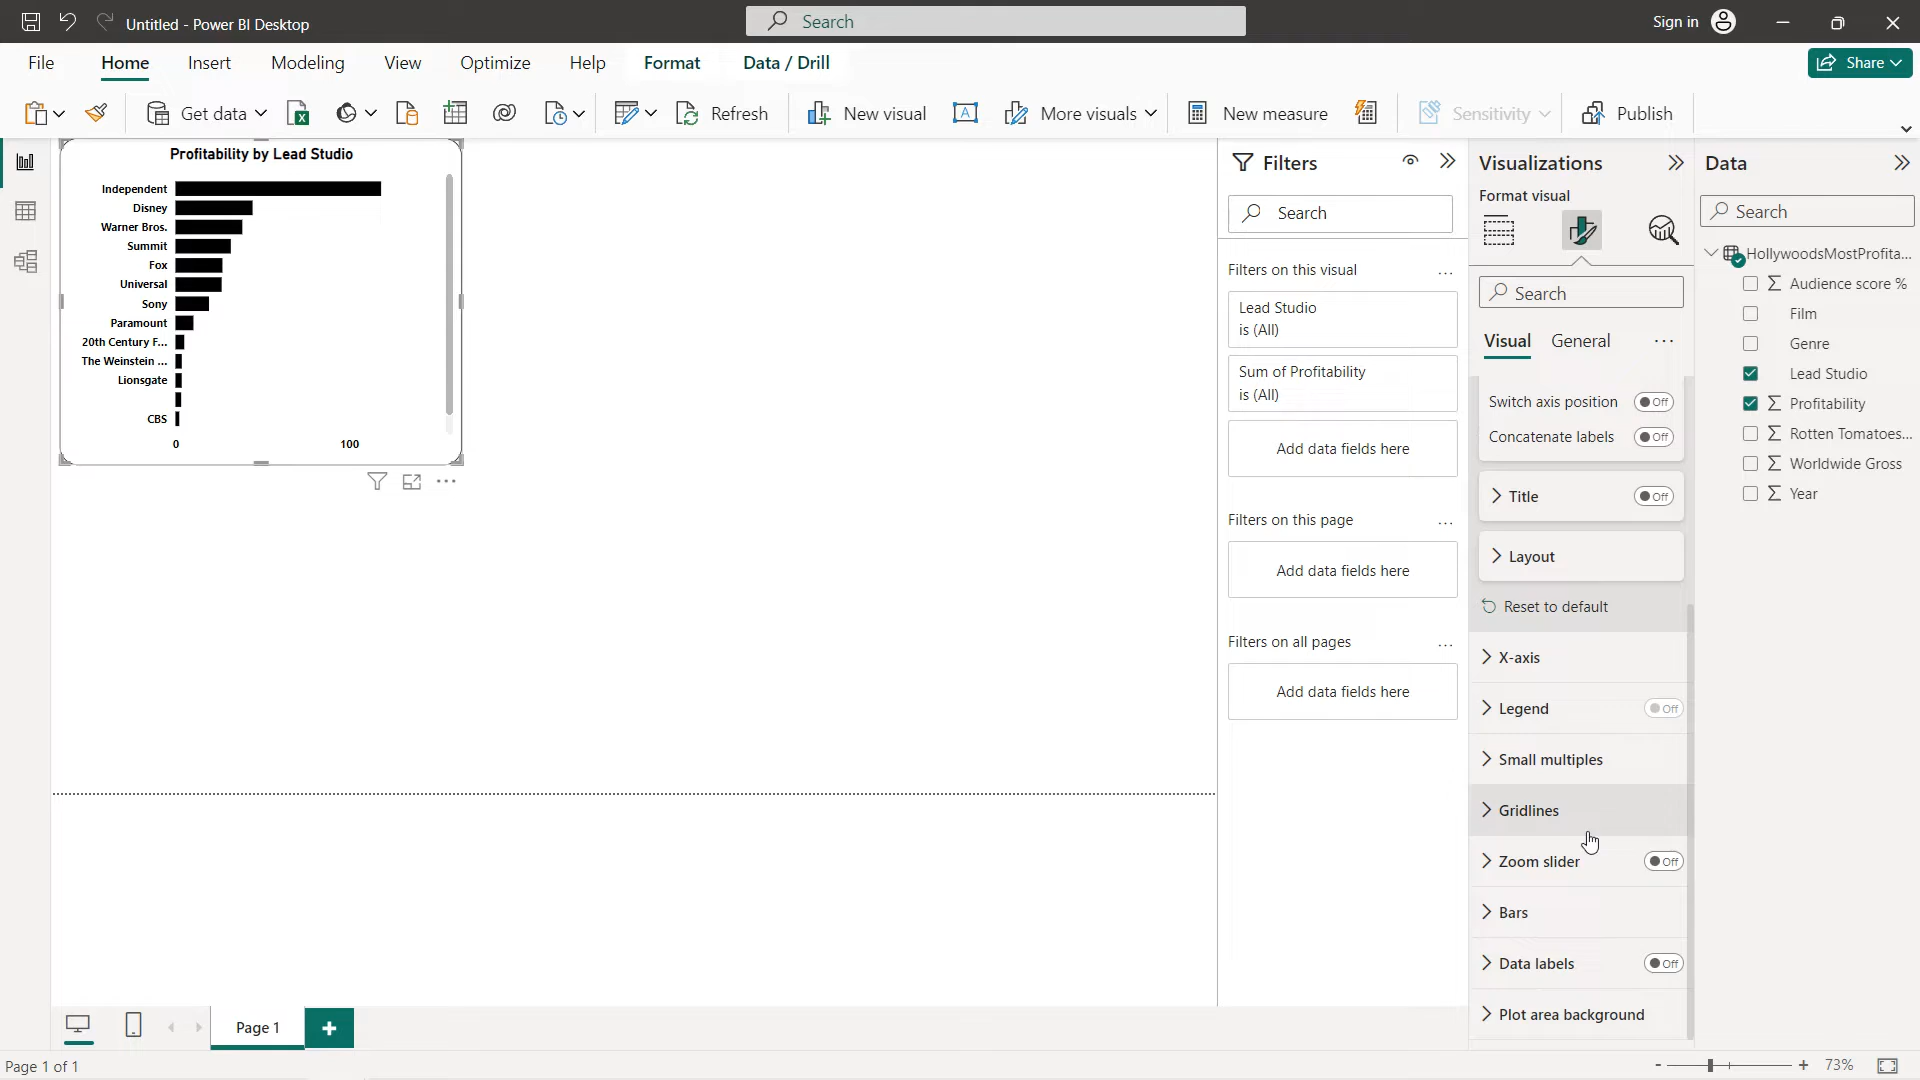 Untitled - Power BI Desktop
Search
Sign in
File
Home
Insert
Modeling
View
Optimize
Help
Format
Data / Drill
Share
Get data
Refresh
New visual
More visuals
New measure
Sensitivity
Publish
Profitability by Lead Studio
Independent
Disney
Warner Bros.
Summit
Fox
Universal
Sony
Paramount
20th Century F...
The Weinstein ...
Lionsgate
CBS
0
100
Filters
Search
Filters on this visual
...
Lead Studio
is (All)
Sum of Profitability
is (All)
Add data fields here
Filters on this page
...
Add data fields here
Filters on all pages
...
Add data fields here
Visualizations
Format visual
Search
Visual
General
...
Switch axis position
Off
Concatenate labels
Off
Title
Off
Layout
Reset to default
X-axis
Legend
Off
Small multiples
Gridlines
Zoom slider
Off
Bars
Data labels
Off
Plot area background
Data
Search
HollywoodsMostProfita...
Audience score %
Film
Genre
Lead Studio
Profitability
Rotten Tomatoes...
Worldwide Gross
Year
Page 1
Page 1 of 1
-
+
73%